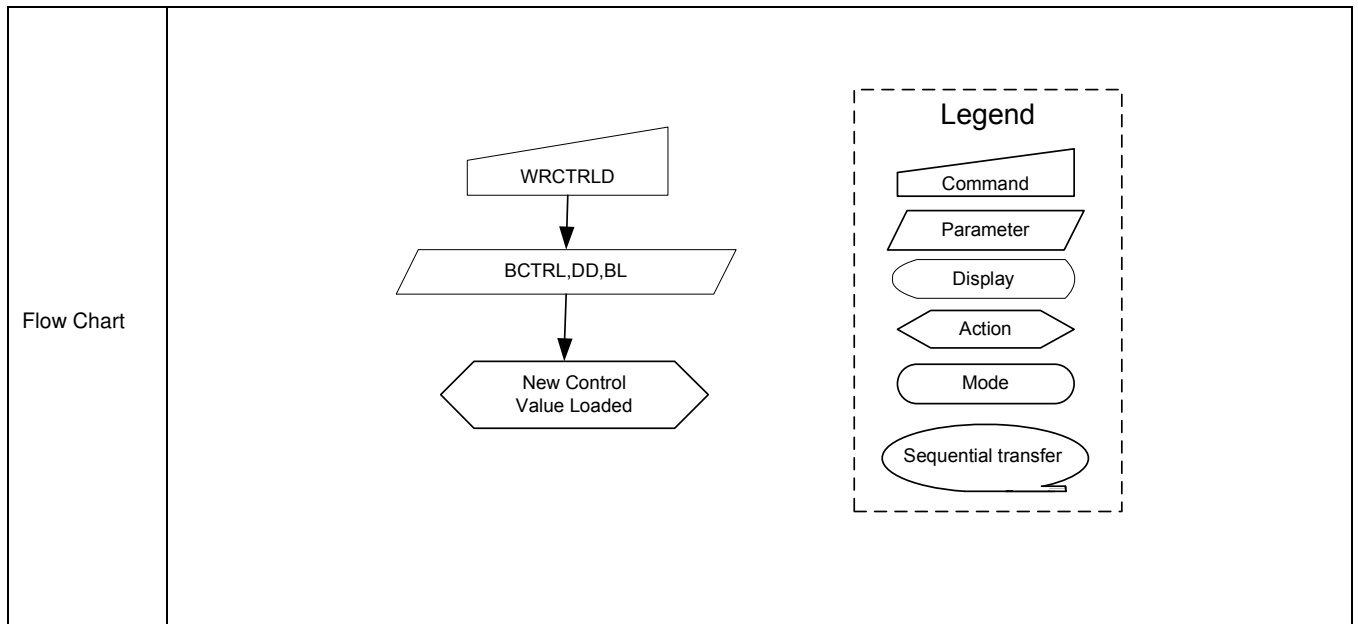 Flow Chart
WRCTRLD
BCTRL,DD,BL
New Control
Value Loaded
Legend
Command
Parameter
Display
Action
Mode
Sequential transfer